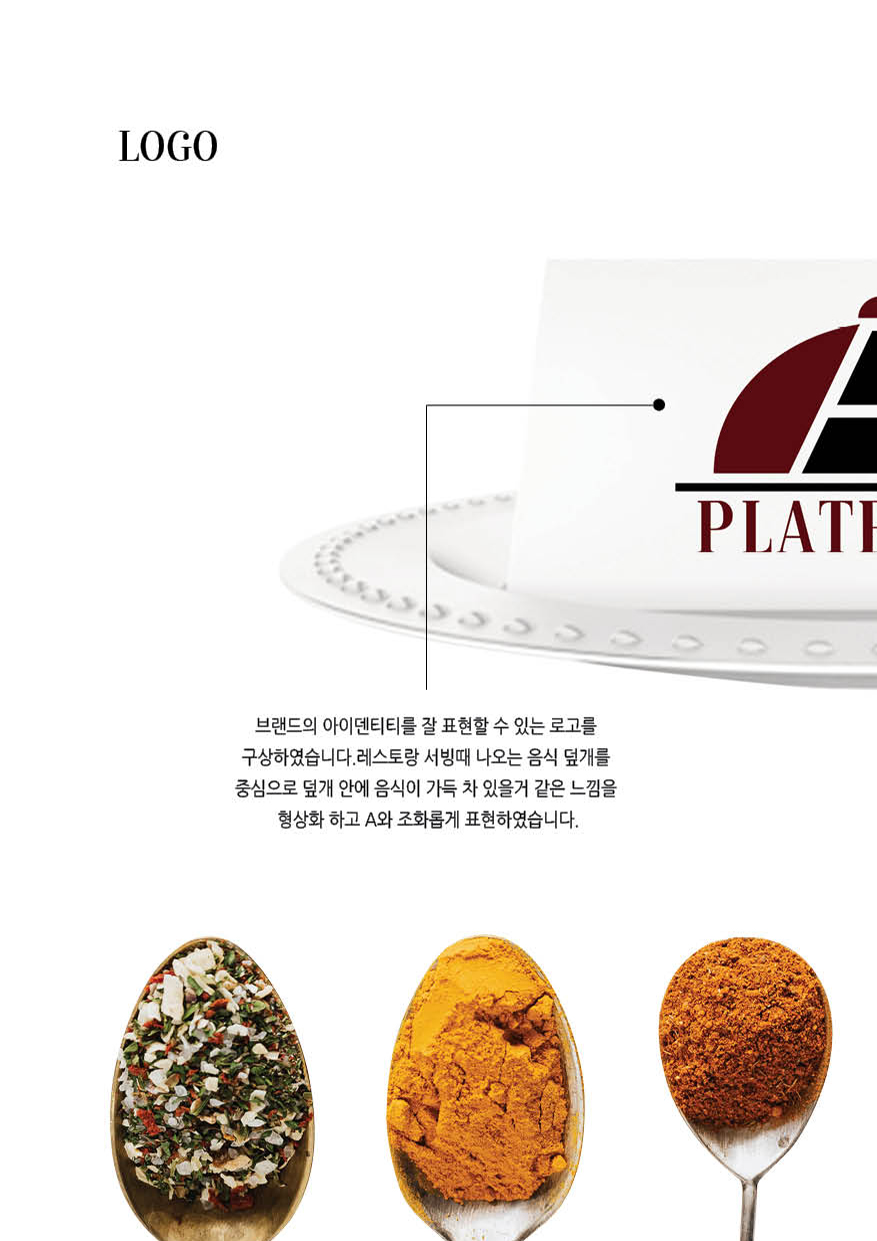 LOGO
PLATE
브랜드의 아이덴티티를 잘 표현할 수 있는 로고를
구상하였습니다.레스토랑 서빙때 나오는 음식 덮개를
중심으로 덮개 안에 음식이 가득 차 있을거 같은 느낌을
형상화 하고 A와 조화롭게 표현하였습니다.